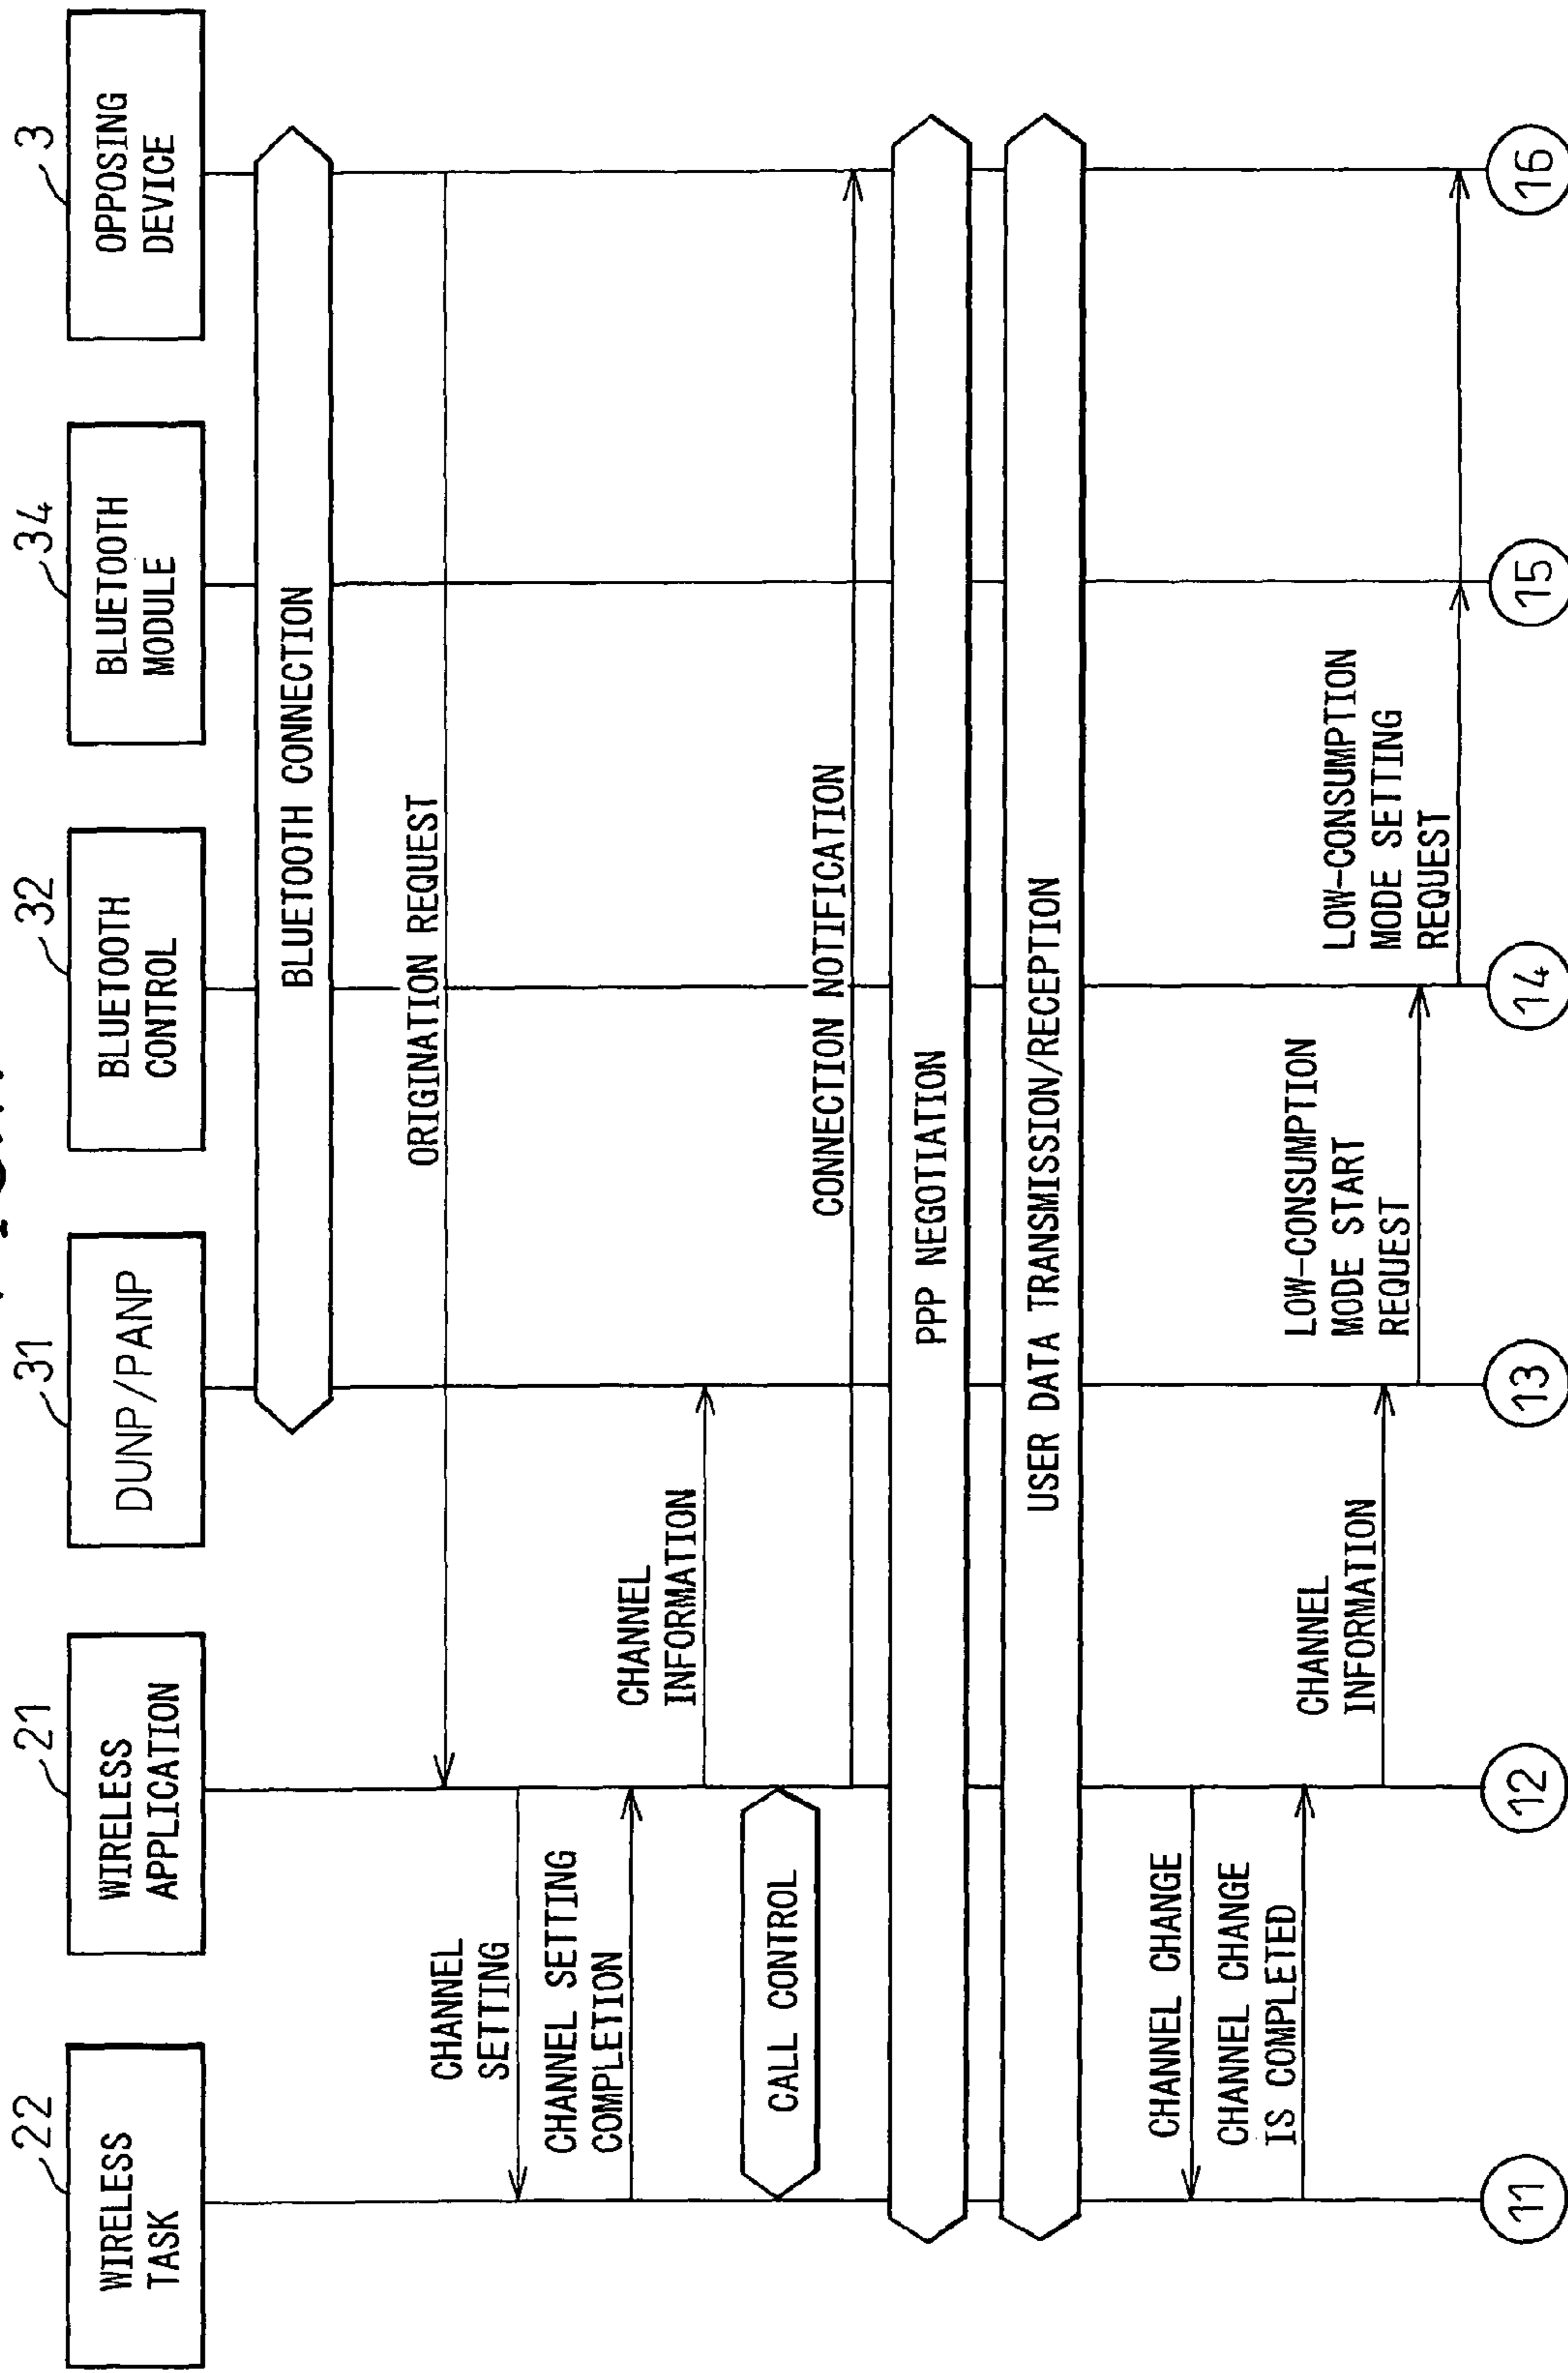 22
WIRELESS
TASK
21
WIRELESS
APPLICATION
31
DUNP/PANP
32
BLUETOOTH
CONTROL
34
BLUETOOTH
MODULE
3
OPPOSING
DEVICE
BLUETOOTH CONNECTION
ORIGINATION REQUEST
CHANNEL
SETTING
CHANNEL SETTING
COMPLETION
CHANNEL
INFORMATION
CALL CONTROL
CONNECTION NOTIFICATION
PPP NEGOTIATION
USER DATA TRANSMISSION/RECEPTION
CHANNEL CHANGE
CHANNEL CHANGE
IS COMPLETED
CHANNEL
INFORMATION
LOW-CONSUMPTION
MODE START
REQUEST
LOW-CONSUMPTION
MODE SETTING
REQUEST
11
12
13
14
15
16